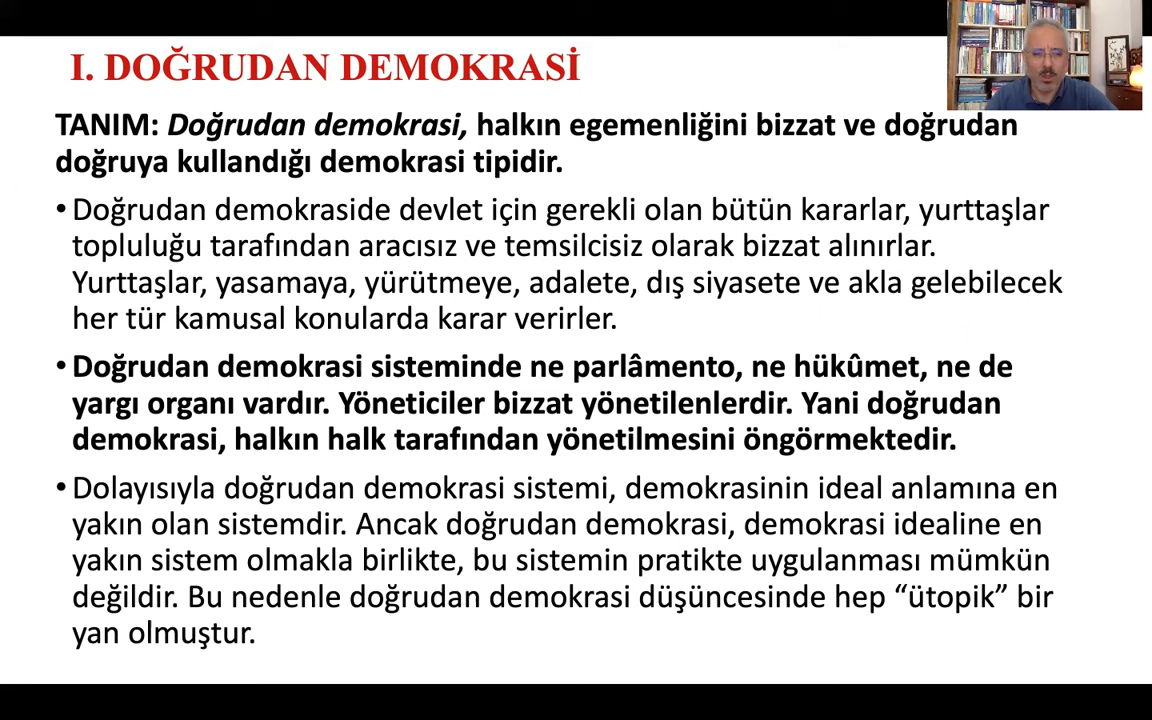 I. DOĞRUDAN DEMOKRASİ
TANIM: Doğrudan demokrasi, halkın egemenliğini bizzat ve doğrudan
doğruya kullandığı demokrasi tipidir.
• Doğrudan demokraside devlet için gerekli olan bütün kararlar, yurttaşlar
topluluğu tarafından aracısız ve temsilcisiz olarak bizzat alınırlar.
Yurttaşlar, yasamaya, yürütmeye, adalete, dış siyasete ve akla gelebilecek
her tür kamusal konularda karar verirler.
• Doğrudan demokrasi sisteminde ne parlâmento, ne hükûmet, ne de
yargı organı vardır. Yöneticiler bizzat yönetilenlerdir. Yani doğrudan
demokrasi, halkın halk tarafından yönetilmesini öngörmektedir.
• Dolayısıyla doğrudan demokrasi sistemi, demokrasinin ideal anlamına en
yakın olan sistemdir. Ancak doğrudan demokrasi, demokrasi idealine en
yakın sistem olmakla birlikte, bu sistemin pratikte uygulanması mümkün
değildir. Bu nedenle doğrudan demokrasi düşüncesinde hep “ütopik” bir
yan olmuştur.